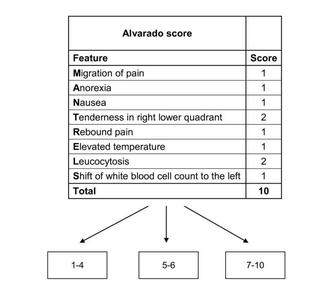 Alvarado score
Feature Score
Migration of pain 1
Anorexia 1
Nausea 1
Tenderness in right lower quadrant 2
Rebound pain 1
Elevated temperature 1
Leucocytosis 2
Shift of white blood cell count to the left 1
Total 10
1-4 5-6 7-10